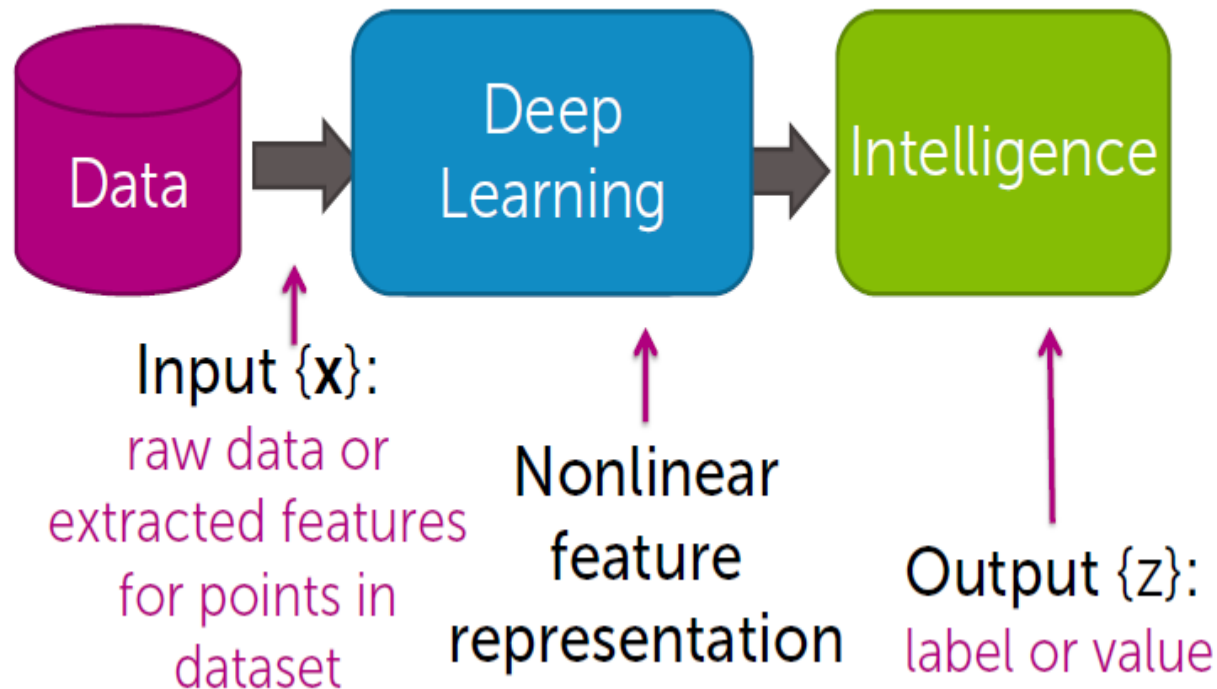 Data
Deep
Learning
Intelligence
Input {x}:
raw data or
extracted features
for points in
dataset
Nonlinear
feature
representation
Output {z}:
label or value